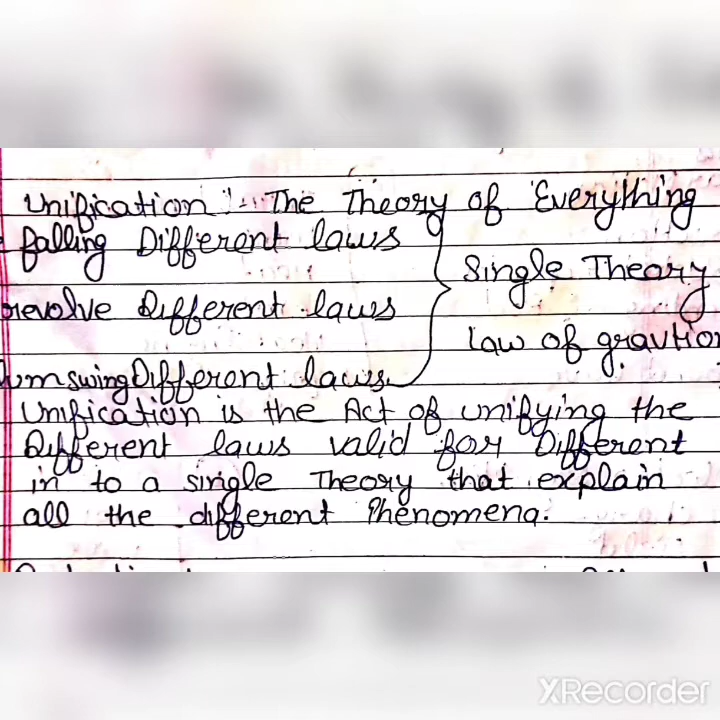 Unification :- The Theory of Everything
falling Different laws
Single Theory
revolve Different laws
law of gravtion
swing Different laws
Unification is the Act of unifying the
Different laws valid for Different
in to a single Theory that explain
all the different Phenomena.
XRecorder